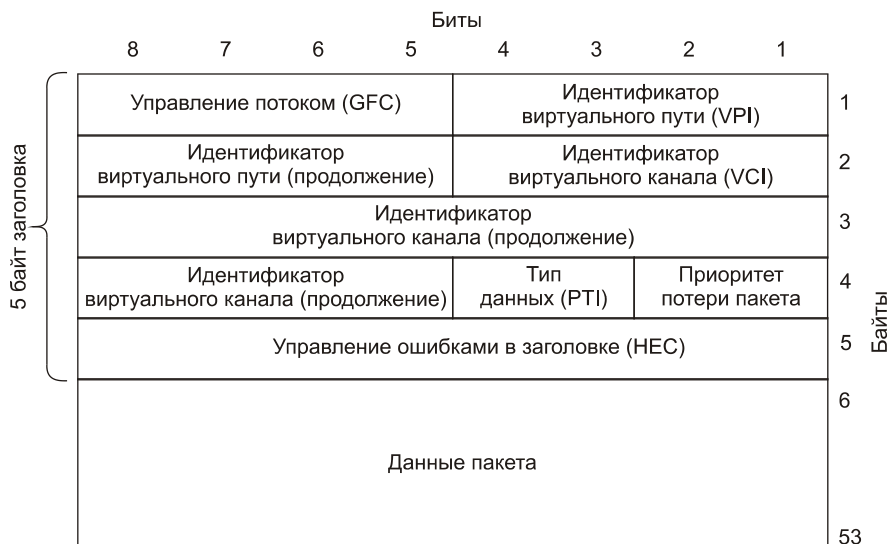 Биты
8 7 6 5 4 3 2 1
Управление потоком (GFC)
Идентификатор
виртуального пути (VPI)
1
Идентификатор
виртуального пути (продолжение)
Идентификатор
виртуального канала (VCI)
2
Идентификатор
виртуального канала (продолжение)
3
Идентификатор
виртуального канала (продолжение)
Тип
данных (PTI)
Приоритет
потери пакета
4
Управление ошибками в заголовке (HEC)
5
5 байт заголовка
Байты
6
Данные пакета
53